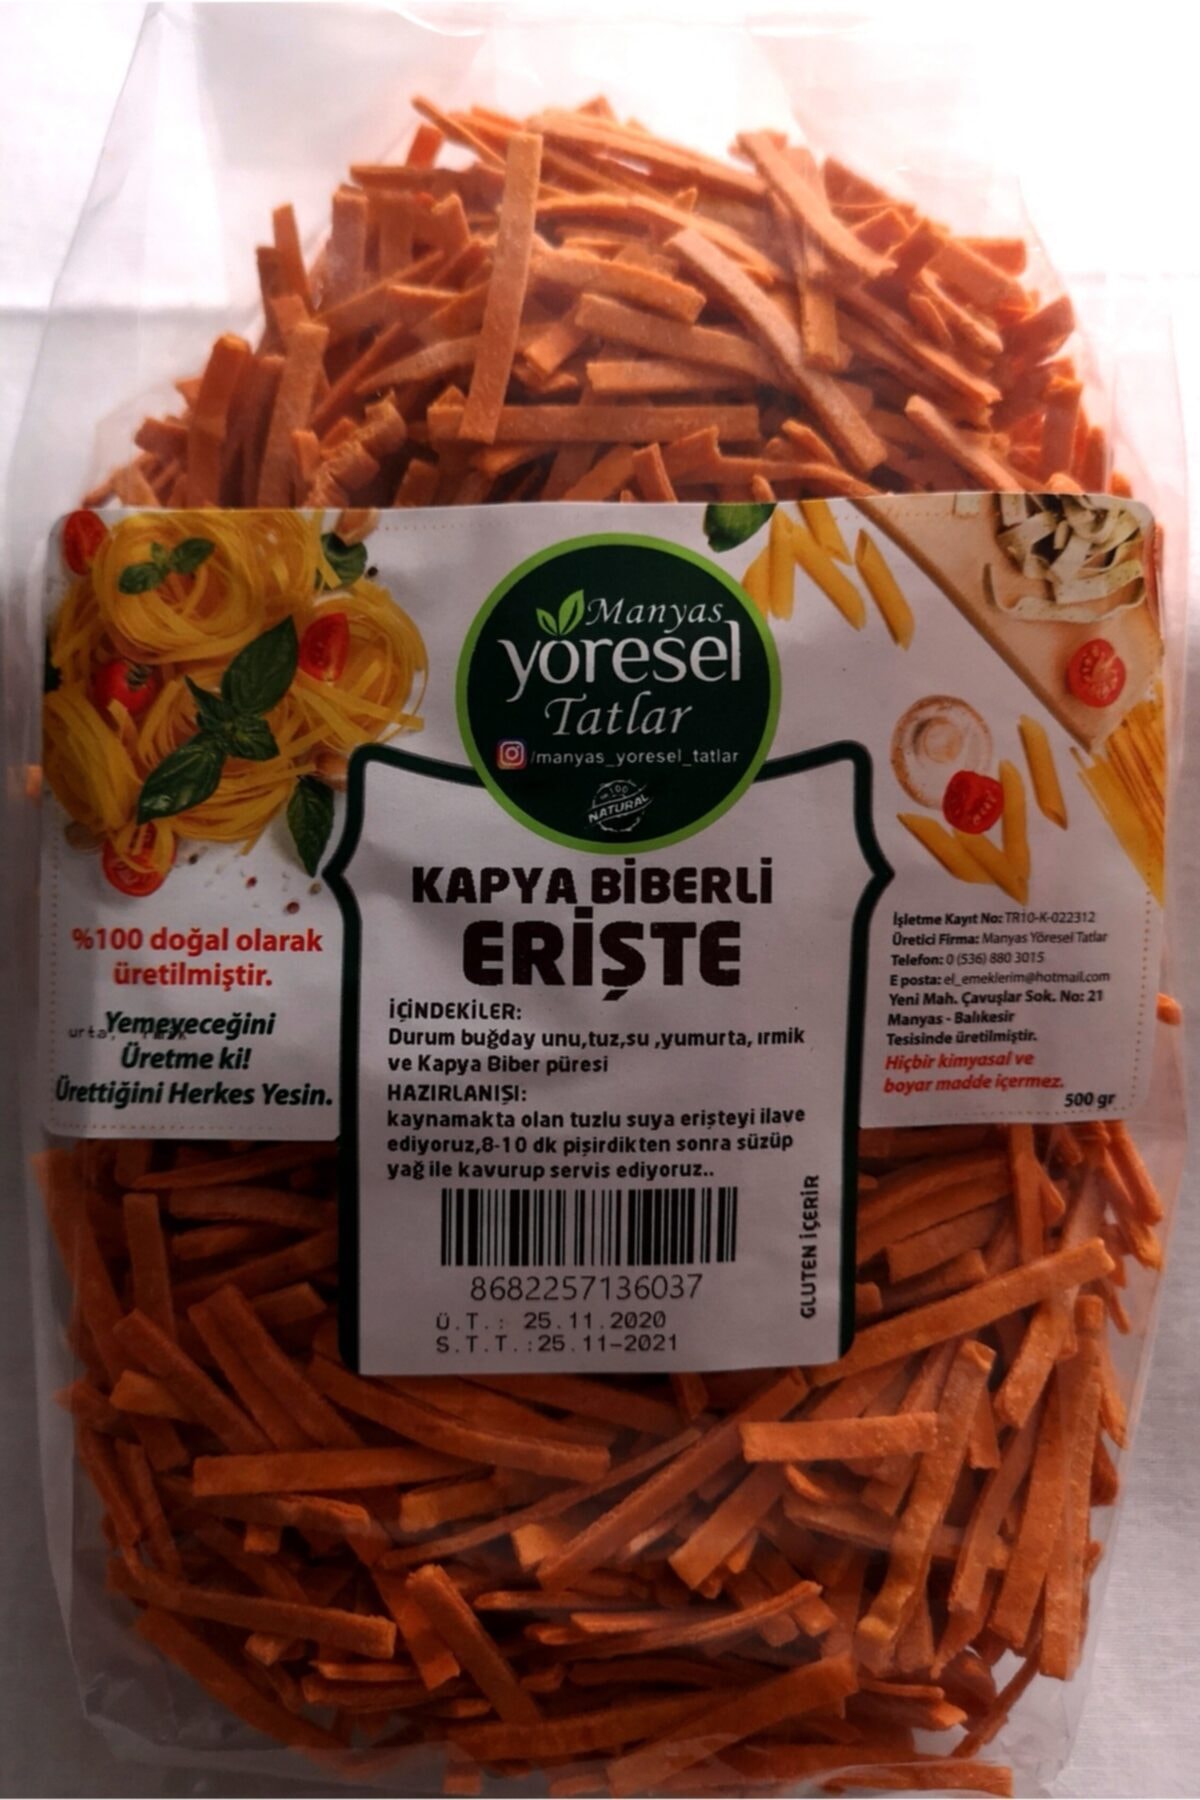 Manyas
yöresel
Tatlar
/manyas_yoresel_tatlar
%100
NATURAL
KAPYA BİBERLİ
ERİŞTE
İÇİNDEKİLER:
Durum buğday unu,tuz,su ,yumurta, ırmik
ve Kapya Biber püresi
HAZIRLANIŞI:
kaynamakta olan tuzlu suya erişteyi ilave
ediyoruz,8-10 dk pişirdikten sonra süzüp
yağ ile kavurup servis ediyoruz..
8682257136037
Ü.T.: 25.11.2020
S.T.T.:25.11-2021
GLUTEN İÇERİR
%100 doğal olarak
üretilmiştir.
Yemeyeceğini
Üretme ki!
Ürettiğini Herkes Yesin.
İşletme Kayıt No: TR10-K-022312
Üretici Firma: Manyas Yöresel Tatlar
Telefon: 0 (536) 880 3015
E posta: el_emeklerim@hotmail.com
Yeni Mah. Çavuşlar Sok. No: 21
Manyas - Balıkesir
Tesisinde üretilmiştir.
Hiçbir kimyasal ve
boyar madde içermez.
500 gr